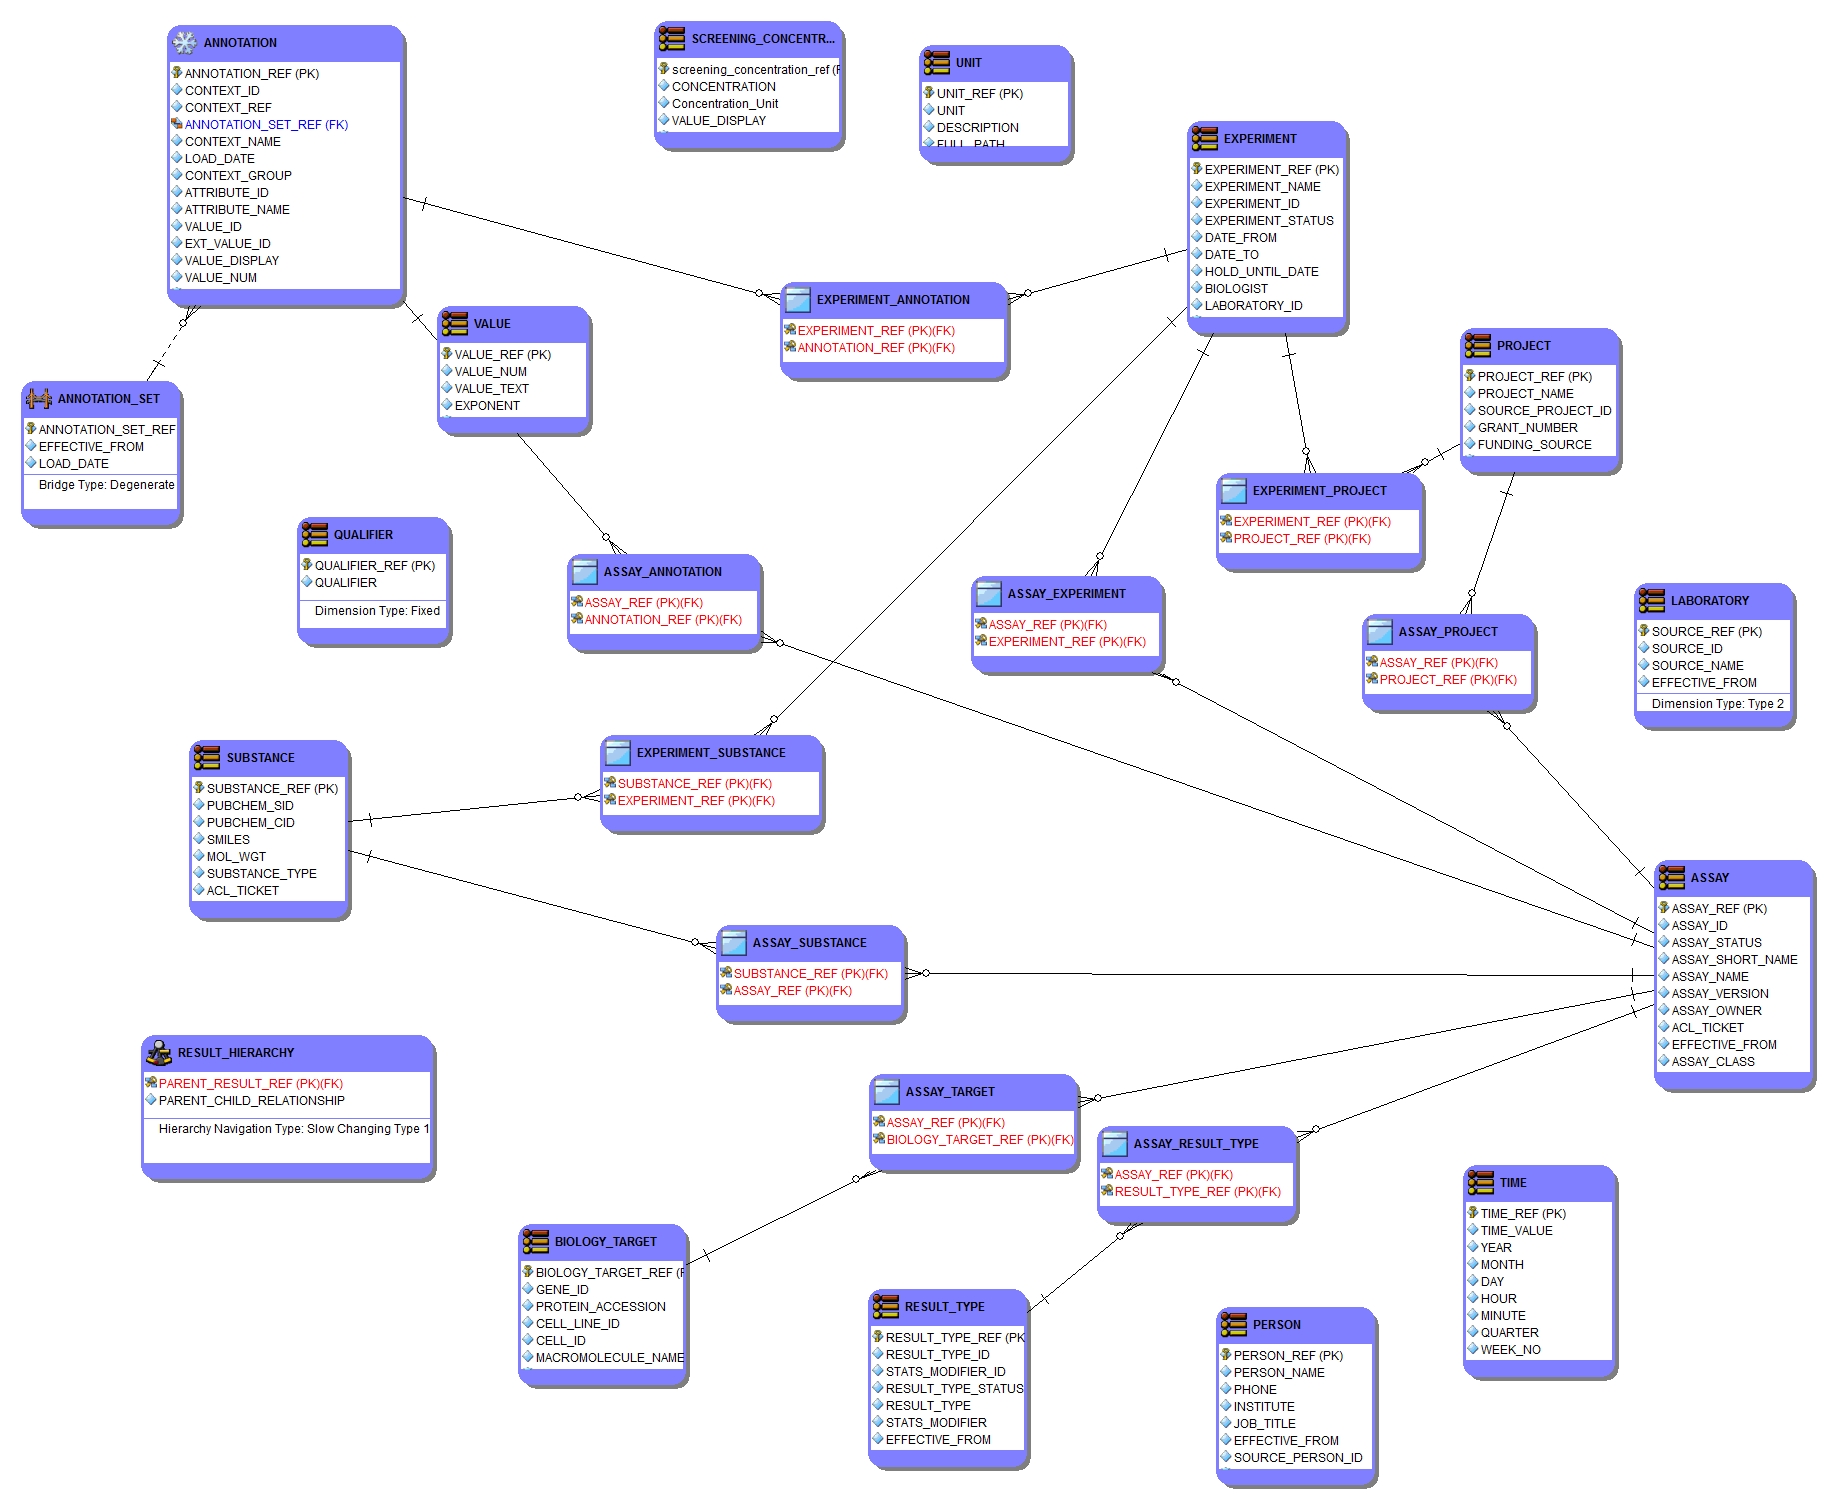 ANNOTATION
ANNOTATION_REF (PK)
CONTEXT_ID
CONTEXT_REF
ANNOTATION_SET_REF (FK)
CONTEXT_NAME
LOAD_DATE
CONTEXT_GROUP
ATTRIBUTE_ID
ATTRIBUTE_NAME
VALUE_ID
EXT_VALUE_ID
VALUE_DISPLAY
VALUE_NUM
SCREENING_CONCENTR...
screening_concentration_ref (
CONCENTRATION
Concentration_Unit
VALUE_DISPLAY
UNIT
UNIT_REF (PK)
UNIT
DESCRIPTION
FULL_PATH
EXPERIMENT
EXPERIMENT_REF (PK)
EXPERIMENT_NAME
EXPERIMENT_ID
EXPERIMENT_STATUS
DATE_FROM
DATE_TO
HOLD_UNTIL_DATE
BIOLOGIST
LABORATORY_ID
EXPERIMENT_ANNOTATION
EXPERIMENT_REF (PK)(FK)
ANNOTATION_REF (PK)(FK)
VALUE
VALUE_REF (PK)
VALUE_NUM
VALUE_TEXT
EXPONENT
PROJECT
PROJECT_REF (PK)
PROJECT_NAME
SOURCE_PROJECT_ID
GRANT_NUMBER
FUNDING_SOURCE
ANNOTATION_SET
ANNOTATION_SET_REF
EFFECTIVE_FROM
LOAD_DATE
Bridge Type: Degenerate
EXPERIMENT_PROJECT
EXPERIMENT_REF (PK)(FK)
PROJECT_REF (PK)(FK)
QUALIFIER
QUALIFIER_REF (PK)
QUALIFIER
Dimension Type: Fixed
ASSAY_ANNOTATION
ASSAY_REF (PK)(FK)
ANNOTATION_REF (PK)(FK)
ASSAY_EXPERIMENT
ASSAY_REF (PK)(FK)
EXPERIMENT_REF (PK)(FK)
ASSAY_PROJECT
ASSAY_REF (PK)(FK)
PROJECT_REF (PK)(FK)
LABORATORY
SOURCE_REF (PK)
SOURCE_ID
SOURCE_NAME
EFFECTIVE_FROM
Dimension Type: Type 2
SUBSTANCE
SUBSTANCE_REF (PK)
PUBCHEM_SID
PUBCHEM_CID
SMILES
MOL_WGT
SUBSTANCE_TYPE
ACL_TICKET
EXPERIMENT_SUBSTANCE
SUBSTANCE_REF (PK)(FK)
EXPERIMENT_REF (PK)(FK)
ASSAY
ASSAY_REF (PK)
ASSAY_ID
ASSAY_STATUS
ASSAY_SHORT_NAME
ASSAY_NAME
ASSAY_VERSION
ASSAY_OWNER
ACL_TICKET
EFFECTIVE_FROM
ASSAY_CLASS
ASSAY_SUBSTANCE
SUBSTANCE_REF (PK)(FK)
ASSAY_REF (PK)(FK)
RESULT_HIERARCHY
PARENT_RESULT_REF (PK)(FK)
PARENT_CHILD_RELATIONSHIP
Hierarchy Navigation Type: Slow Changing Type 1
ASSAY_TARGET
ASSAY_REF (PK)(FK)
BIOLOGY_TARGET_REF (PK)(FK)
ASSAY_RESULT_TYPE
ASSAY_REF (PK)(FK)
RESULT_TYPE_REF (PK)(FK)
TIME
TIME_REF (PK)
TIME_VALUE
YEAR
MONTH
DAY
HOUR
MINUTE
QUARTER
WEEK_NO
BIOLOGY_TARGET
BIOLOGY_TARGET_REF (
GENE_ID
PROTEIN_ACCESSION
CELL_LINE_ID
CELL_ID
MACROMOLECULE_NAME
RESULT_TYPE
RESULT_TYPE_REF (PK
RESULT_TYPE_ID
STATS_MODIFIER_ID
RESULT_TYPE_STATUS
RESULT_TYPE
STATS_MODIFIER
EFFECTIVE_FROM
PERSON
PERSON_REF (PK)
PERSON_NAME
PHONE
INSTITUTE
JOB_TITLE
EFFECTIVE_FROM
SOURCE_PERSON_ID